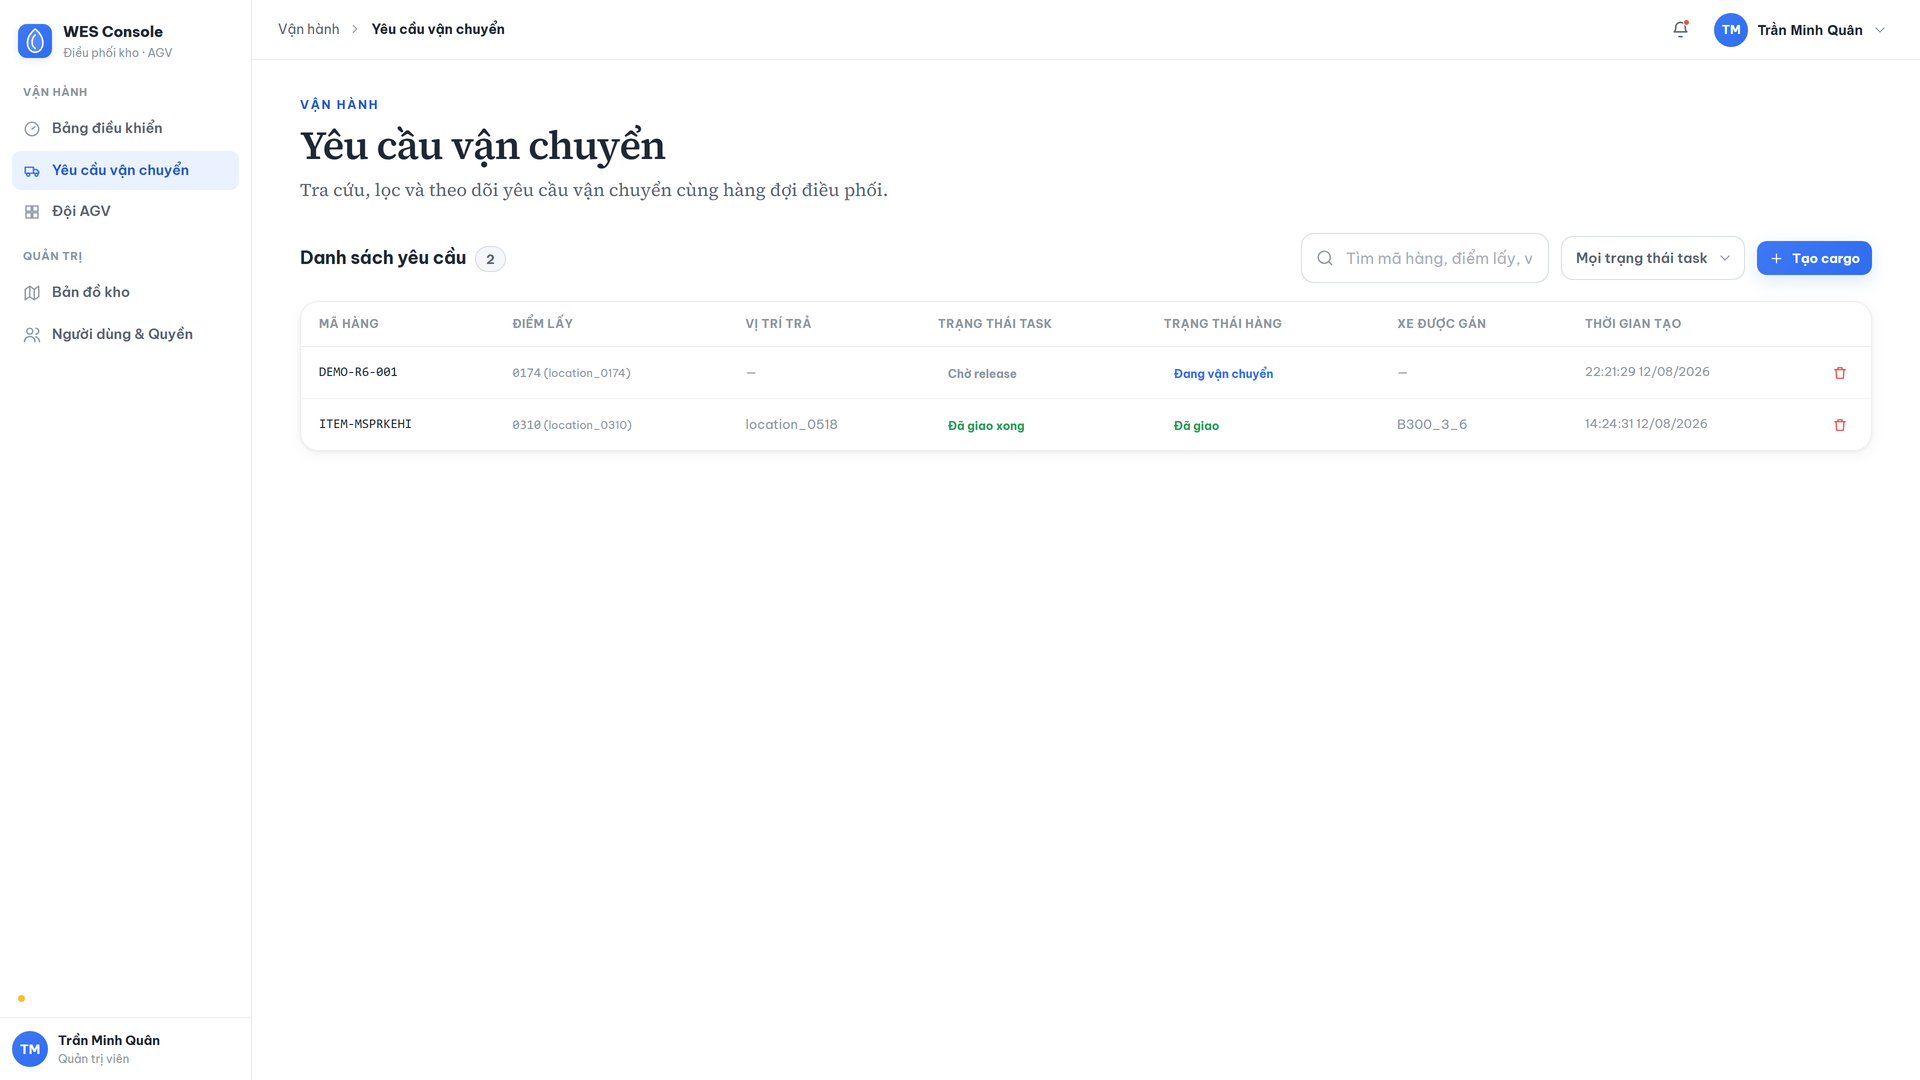 WES Console
Điều phối kho · AGV
VẬN HÀNH
Bảng điều khiển
Yêu cầu vận chuyển
Đội AGV
QUẢN TRỊ
Bản đồ kho
Người dùng & Quyền
TM
Trần Minh Quân
Quản trị viên
Vận hành > Yêu cầu vận chuyển
TM Trần Minh Quân
VẬN HÀNH
Yêu cầu vận chuyển
Tra cứu, lọc và theo dõi yêu cầu vận chuyển cùng hàng đợi điều phối.
Danh sách yêu cầu 2
Tìm mã hàng, điểm lấy, v
Mọi trạng thái task
+ Tạo cargo
MÃ HÀNG ĐIỂM LẤY VỊ TRÍ TRẢ TRẠNG THÁI TASK TRẠNG THÁI HÀNG XE ĐƯỢC GÁN THỜI GIAN TẠO
DEMO-R6-001 0174 (location_0174) — Chờ release Đang vận chuyển — 22:21:29 12/08/2026
ITEM-MSPRKEHI 0310 (location_0310) location_0518 Đã giao xong Đã giao B300_3_6 14:24:31 12/08/2026